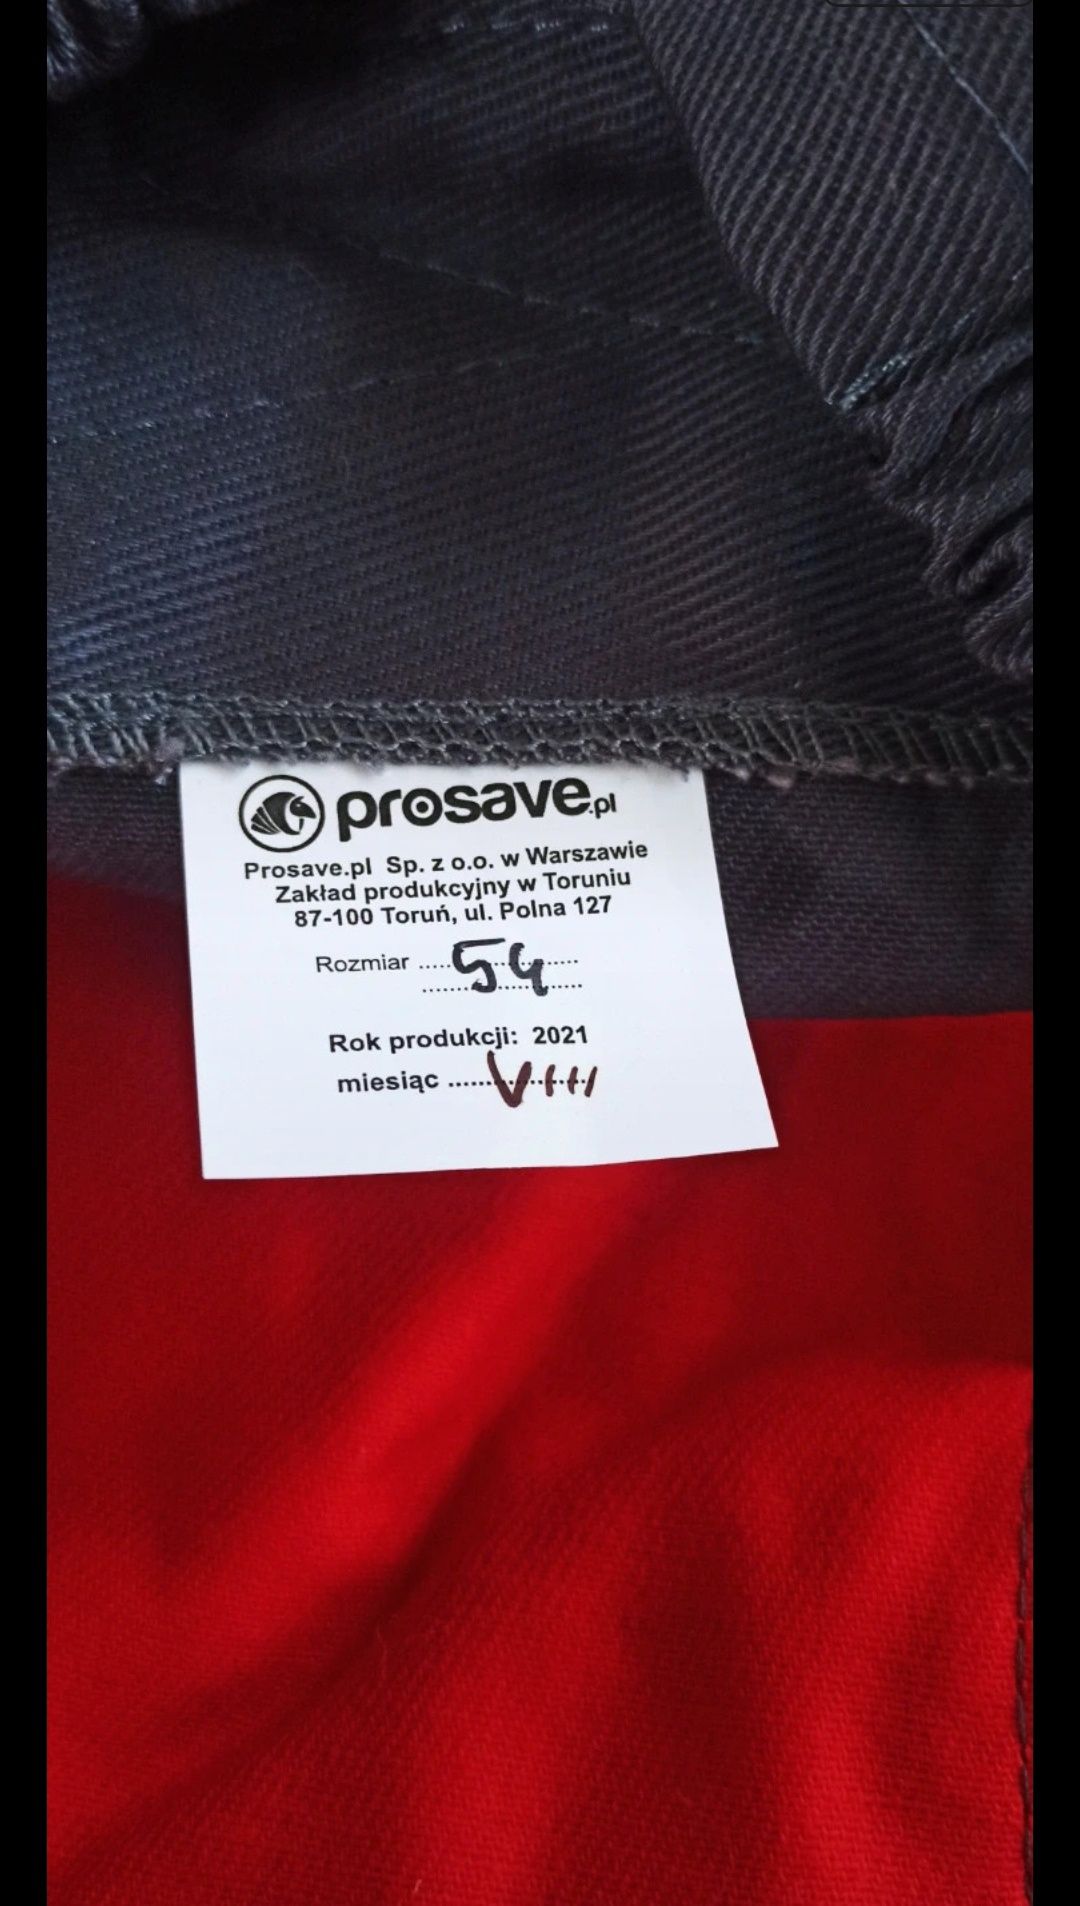 prosave.pl
Prosave.pl Sp. z o.o. w Warszawie
Zakład produkcyjny w Toruniu
87-100 Toruń, ul. Polna 127
Rozmiar .....54......
......................
Rok produkcji: 2021
miesiąc ......VIII